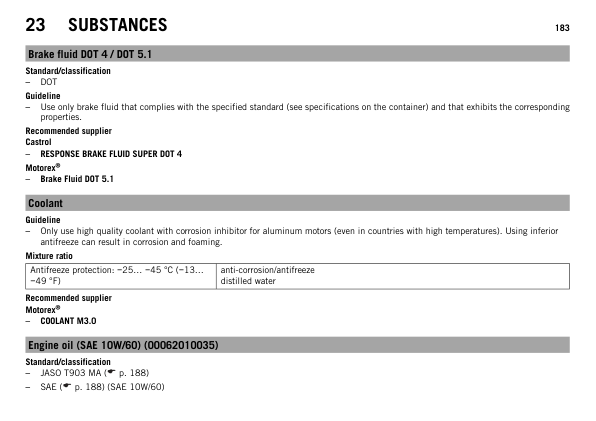 23 SUBSTANCES 183
Brake fluid DOT 4 / DOT 5.1
Standard/classification
– DOT
Guideline
– Use only brake fluid that complies with the specified standard (see specifications on the container) and that exhibits the corresponding
properties.
Recommended supplier
Castrol
– RESPONSE BRAKE FLUID SUPER DOT 4
Motorex®
– Brake Fluid DOT 5.1
Coolant
Guideline
– Only use high quality coolant with corrosion inhibitor for aluminum motors (even in countries with high temperatures). Using inferior
antifreeze can result in corrosion and foaming.
Mixture ratio
Antifreeze protection: −25… −45 °C (−13… anti-corrosion/antifreeze
−49 °F) distilled water
Recommended supplier
Motorex®
– COOLANT M3.0
Engine oil (SAE 10W/60) (00062010035)
Standard/classification
– JASO T903 MA (☛ p. 188)
– SAE (☛ p. 188) (SAE 10W/60)